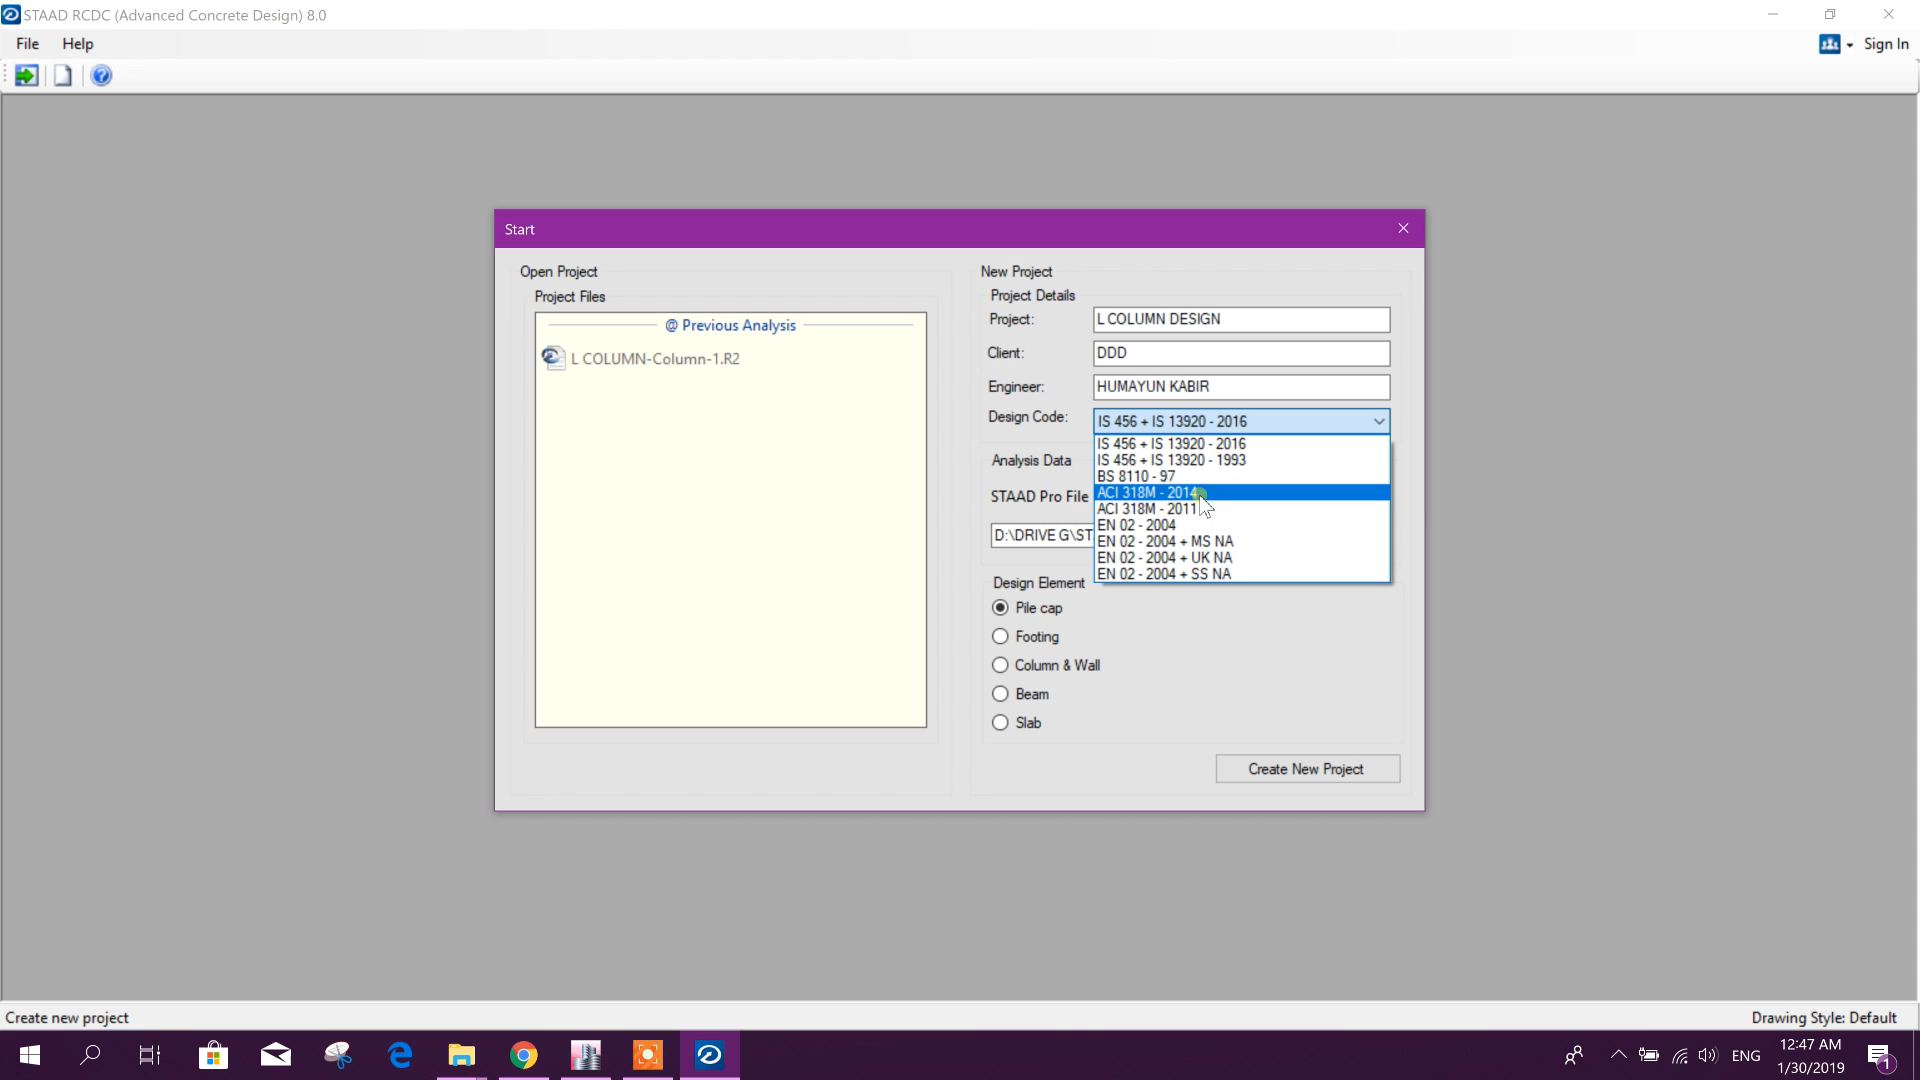 STAAD RCDC (Advanced Concrete Design) 8.0
File Help
Sign In
Start
Open Project
Project Files
@ Previous Analysis
L COLUMN-Column-1.R2
New Project
Project Details
Project: L COLUMN DESIGN
Client: DDD
Engineer: HUMAYUN KABIR
Design Code: IS 456 + IS 13920 - 2016
IS 456 + IS 13920 - 2016
IS 456 + IS 13920 - 1993
BS 8110 - 97
ACI 318M - 2014
ACI 318M - 2011
EN 02 - 2004
EN 02 - 2004 + MS NA
EN 02 - 2004 + UK NA
EN 02 - 2004 + SS NA
Analysis Data
STAAD Pro File
D:\DRIVE G\ST
Design Element
Pile cap
Footing
Column & Wall
Beam
Slab
Create New Project
Create new project
Drawing Style: Default
ENG
12:47 AM
1/30/2019
1